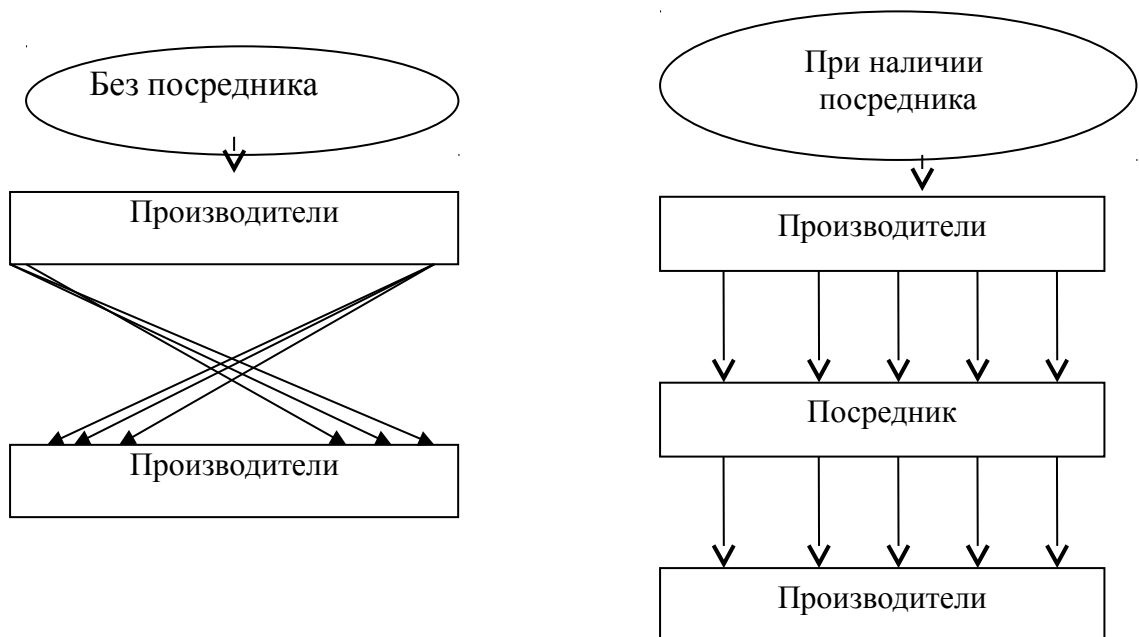 Без посредника
Производители
Производители
При наличии
посредника
Производители
Посредник
Производители